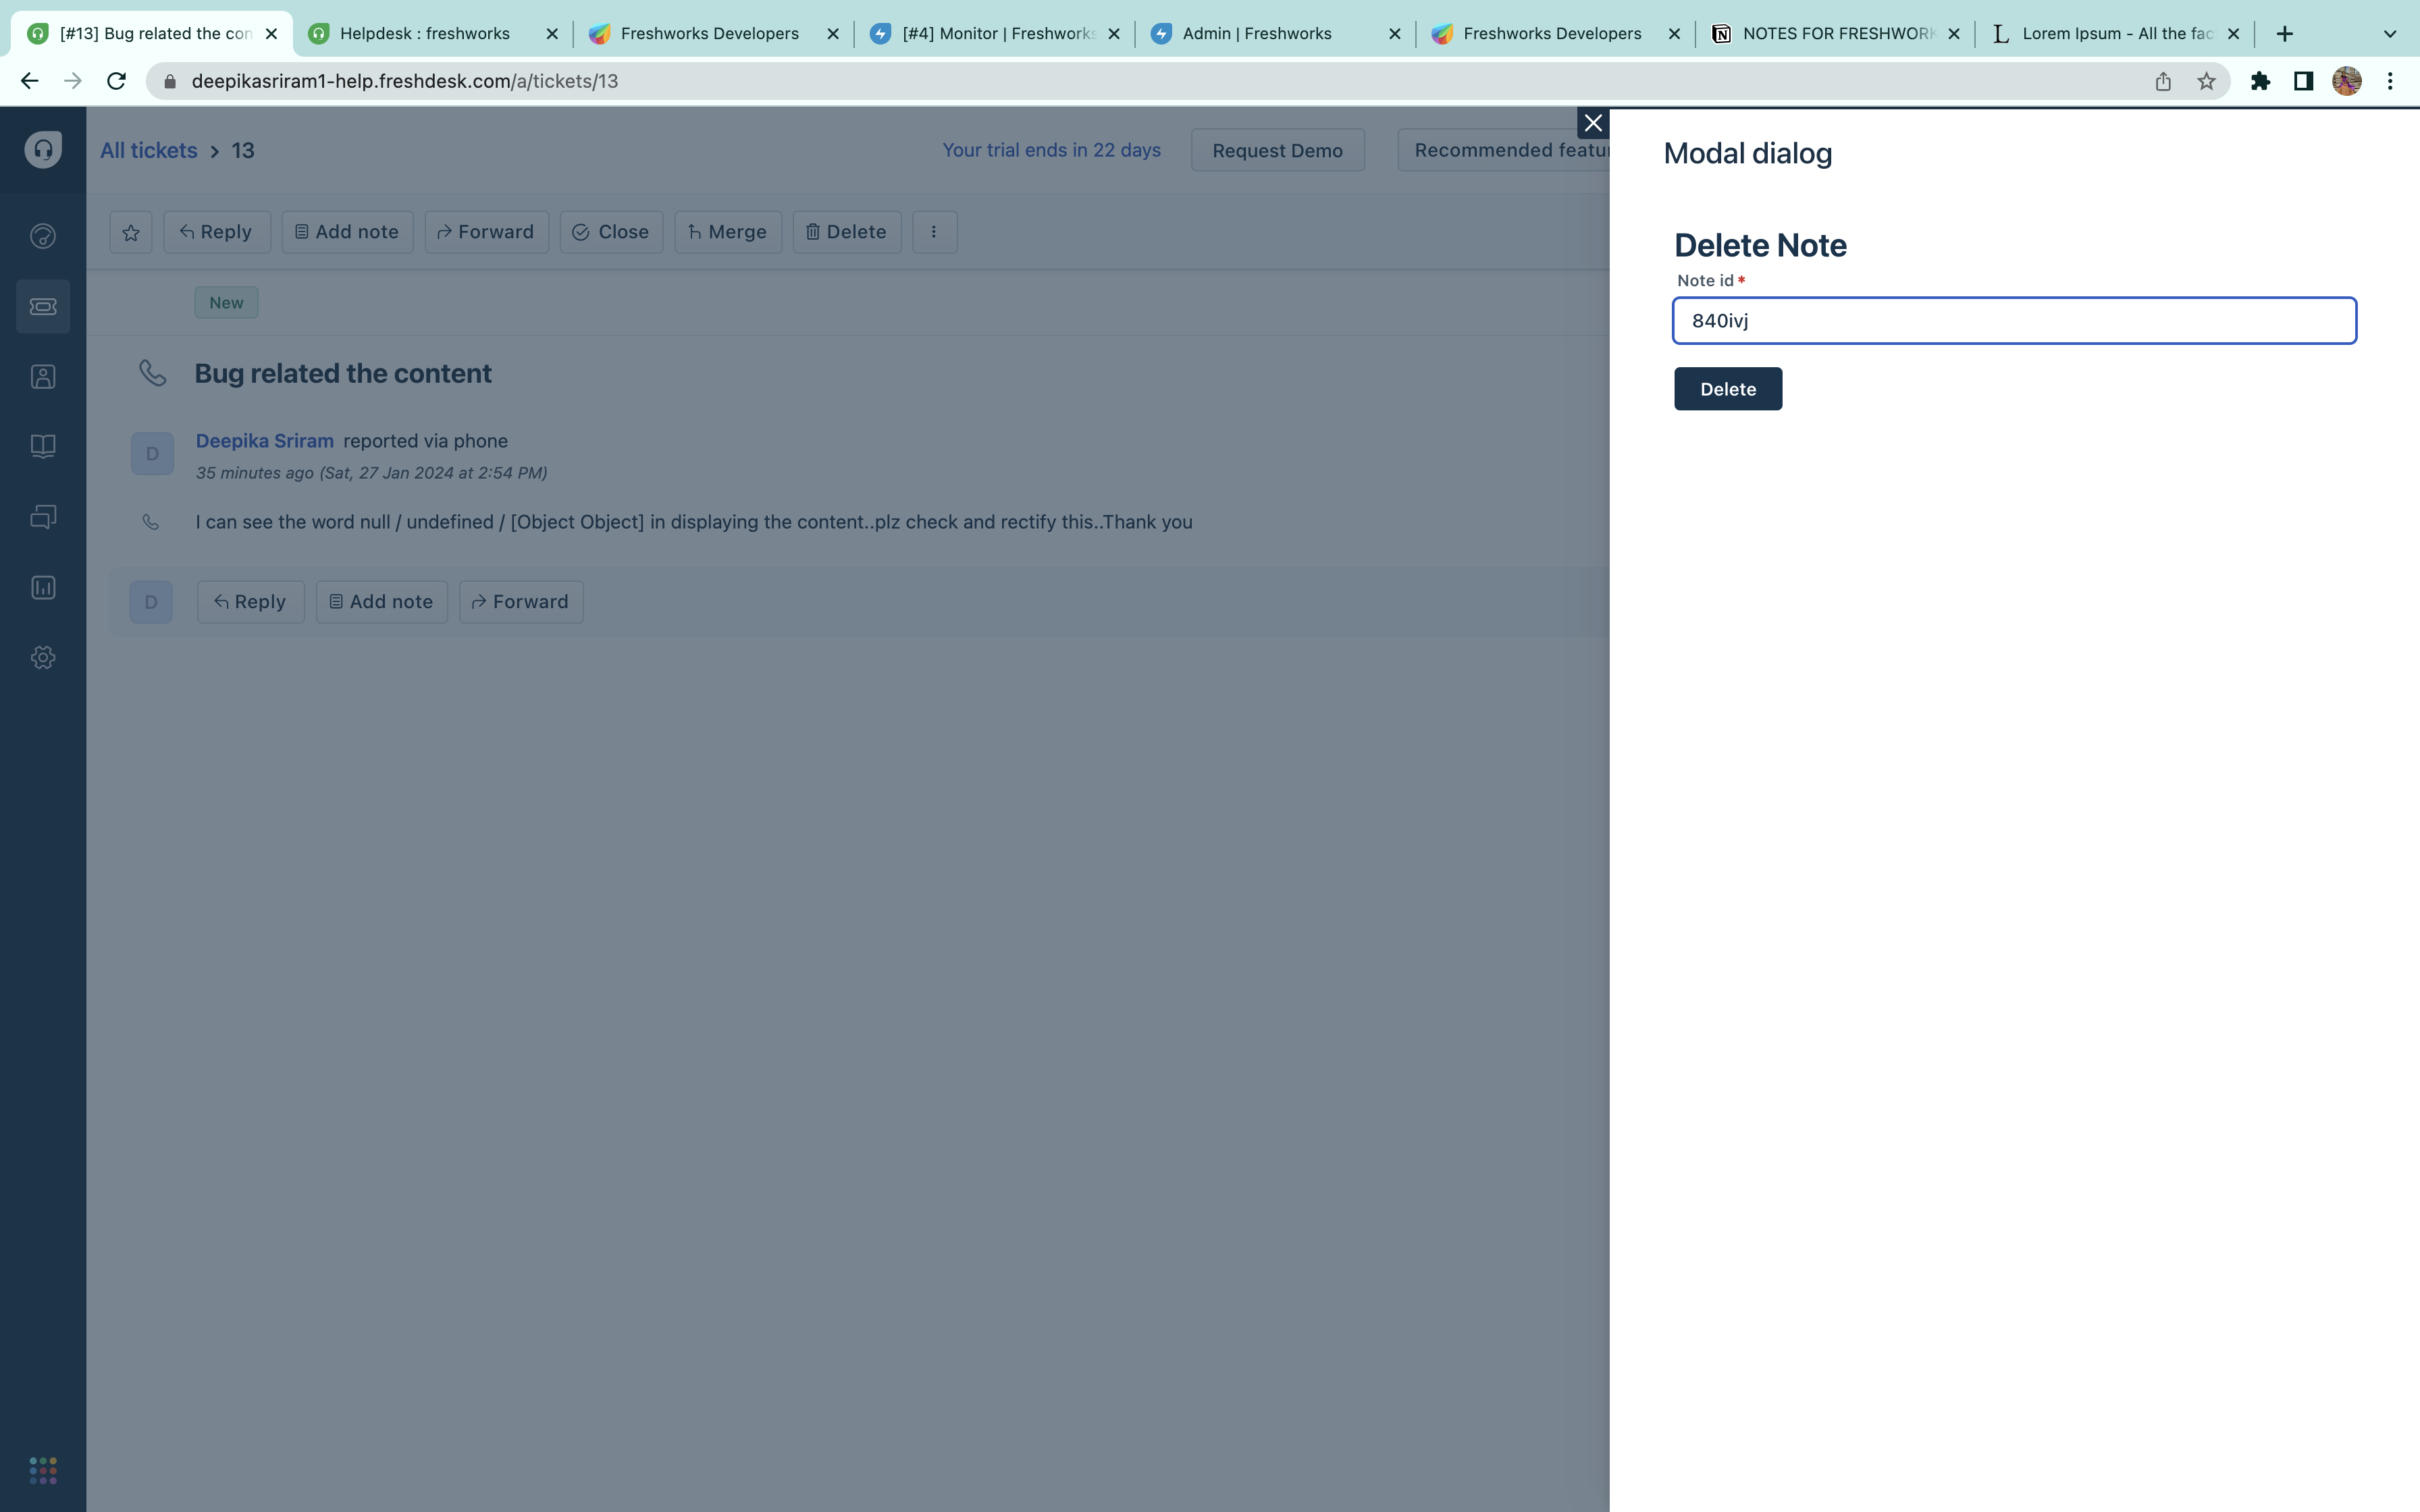 [#13] Bug related the con
Helpdesk : freshworks
Freshworks Developers
[#4] Monitor | Freshworks
Admin | Freshworks
Freshworks Developers
NOTES FOR FRESHWORK
Lorem Ipsum - All the fac
deepikasriram1-help.freshdesk.com/a/tickets/13
All tickets > 13
Your trial ends in 22 days
Request Demo
Recommended featur
Modal dialog
Reply
Add note
Forward
Close
Merge
Delete
Delete Note
Note id *
840ivj
Delete
New
Bug related the content
D
Deepika Sriram reported via phone
35 minutes ago (Sat, 27 Jan 2024 at 2:54 PM)
I can see the word null / undefined / [Object Object] in displaying the content..plz check and rectify this..Thank you
D
Reply
Add note
Forward